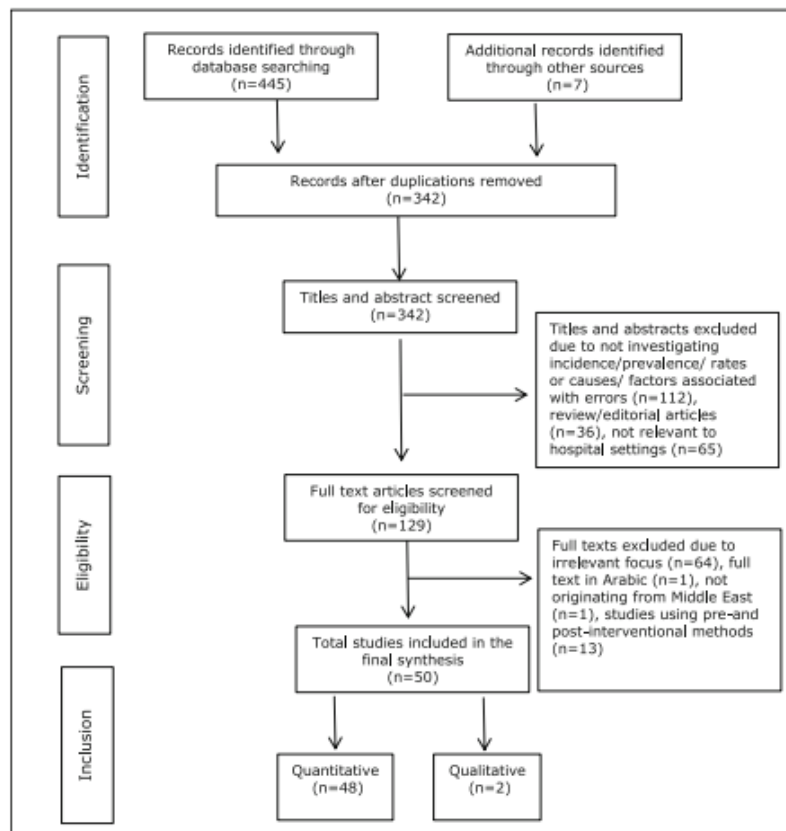 Identification
Records identified through
database searching
(n=445)
Additional records identified
through other sources
(n=7)
Records after duplications removed
(n=342)
Screening
Titles and abstract screened
(n=342)
Titles and abstracts excluded
due to not investigating
incidence/prevalence/ rates
or causes/ factors associated
with errors (n=112),
review/editorial articles
(n=36), not relevant to
hospital settings (n=65)
Eligibility
Full text articles screened
for eligibility
(n=129)
Full texts excluded due to
irrelevant focus (n=64), full
text in Arabic (n=1), not
originating from Middle East
(n=1), studies using pre-and
post-interventional methods
(n=13)
Total studies included in the
final synthesis
(n=50)
Inclusion
Quantitative
(n=48)
Qualitative
(n=2)